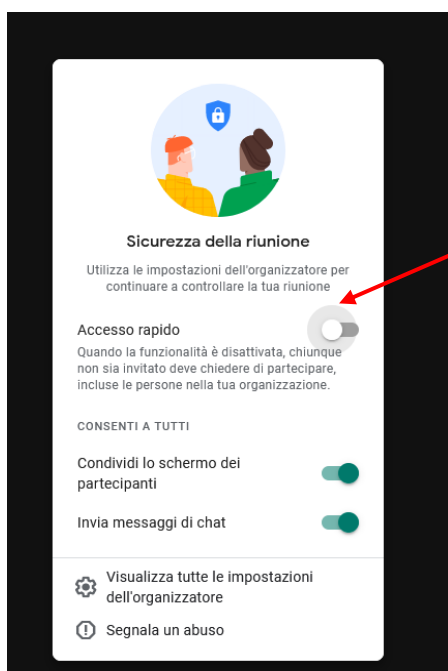 Sicurezza della riunione
Utilizza le impostazioni dell'organizzatore per
continuare a controllare la tua riunione
Accesso rapido
Quando la funzionalità è disattivata, chiunque
non sia invitato deve chiedere di partecipare,
incluse le persone nella tua organizzazione.
CONSENTI A TUTTI
Condividi lo schermo dei
partecipanti
Invia messaggi di chat
Visualizza tutte le impostazioni
dell'organizzatore
Segnala un abuso